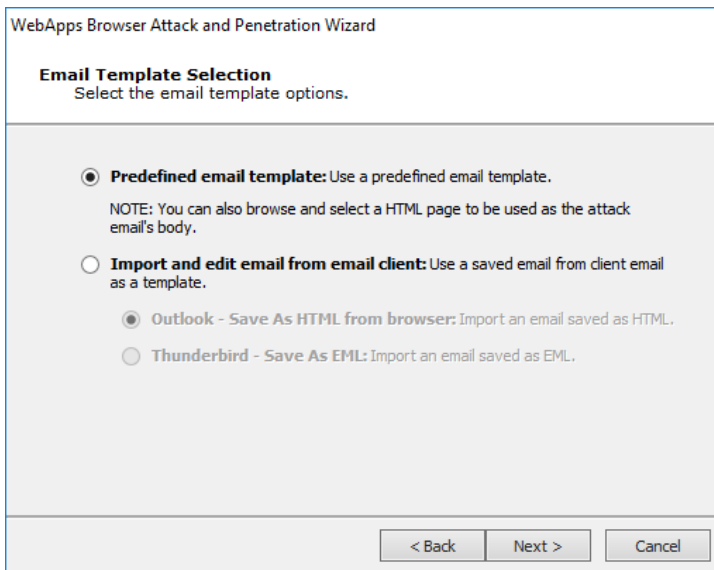 WebApps Browser Attack and Penetration Wizard
Email Template Selection
Select the email template options.
Predefined email template: Use a predefined email template.
NOTE: You can also browse and select a HTML page to be used as the attack
email's body.
Import and edit email from email client: Use a saved email from client email
as a template.
Outlook - Save As HTML from browser: Import an email saved as HTML.
Thunderbird - Save As EML: Import an email saved as EML.
< Back Next > Cancel